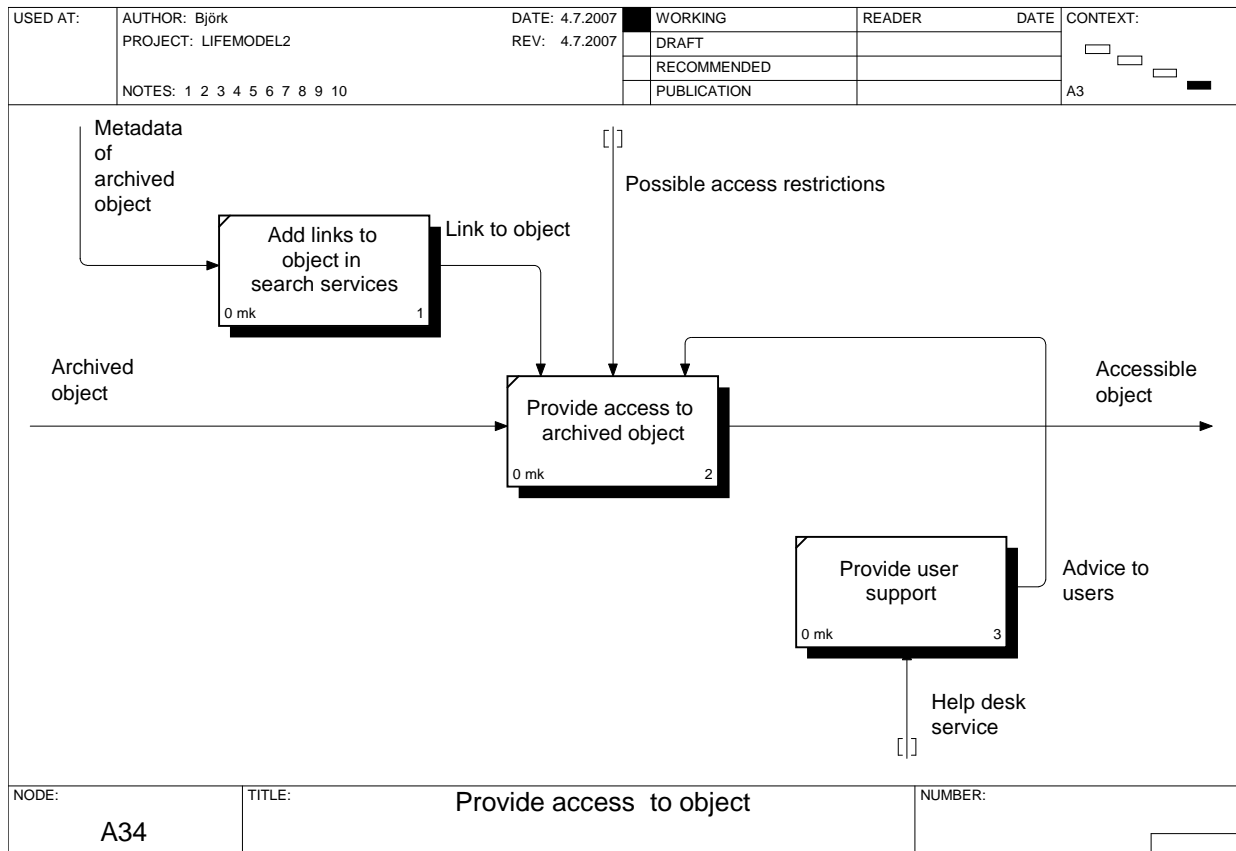 USED AT:
AUTHOR: Björk
DATE: 4.7.2007
PROJECT: LIFEMODEL2
REV: 4.7.2007
NOTES: 1 2 3 4 5 6 7 8 9 10
WORKING
DRAFT
RECOMMENDED
PUBLICATION
READER DATE
CONTEXT:
A3
Metadata
of
archived
object
Possible access restrictions
Add links to
object in
search services
0 mk 1
Link to object
Archived
object
Provide access to
archived object
0 mk 2
Accessible
object
Provide user
support
0 mk 3
Advice to
users
Help desk
service
NODE:
A34
TITLE:
Provide access to object
NUMBER: